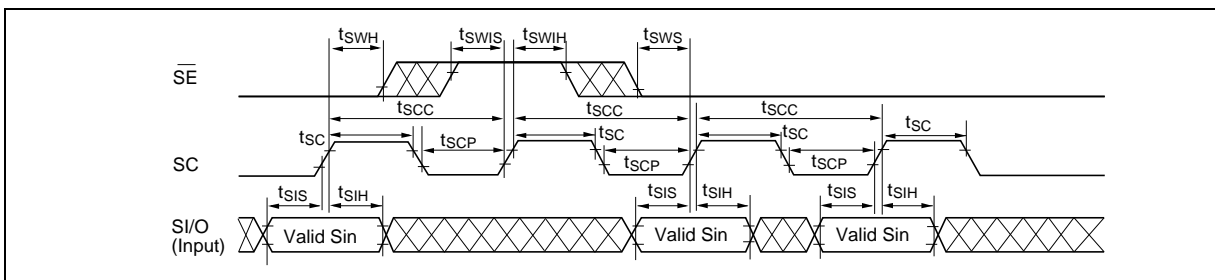 tSWH tSWIS tSWIH tSWS
SE
tSCC tSCC tSCC
tSC tSC tSC tSC
SC
tSCP tSCP tSCP
tSIS tSIH tSIS tSIH tSIS tSIH
SI/O
(Input)
Valid Sin Valid Sin Valid Sin